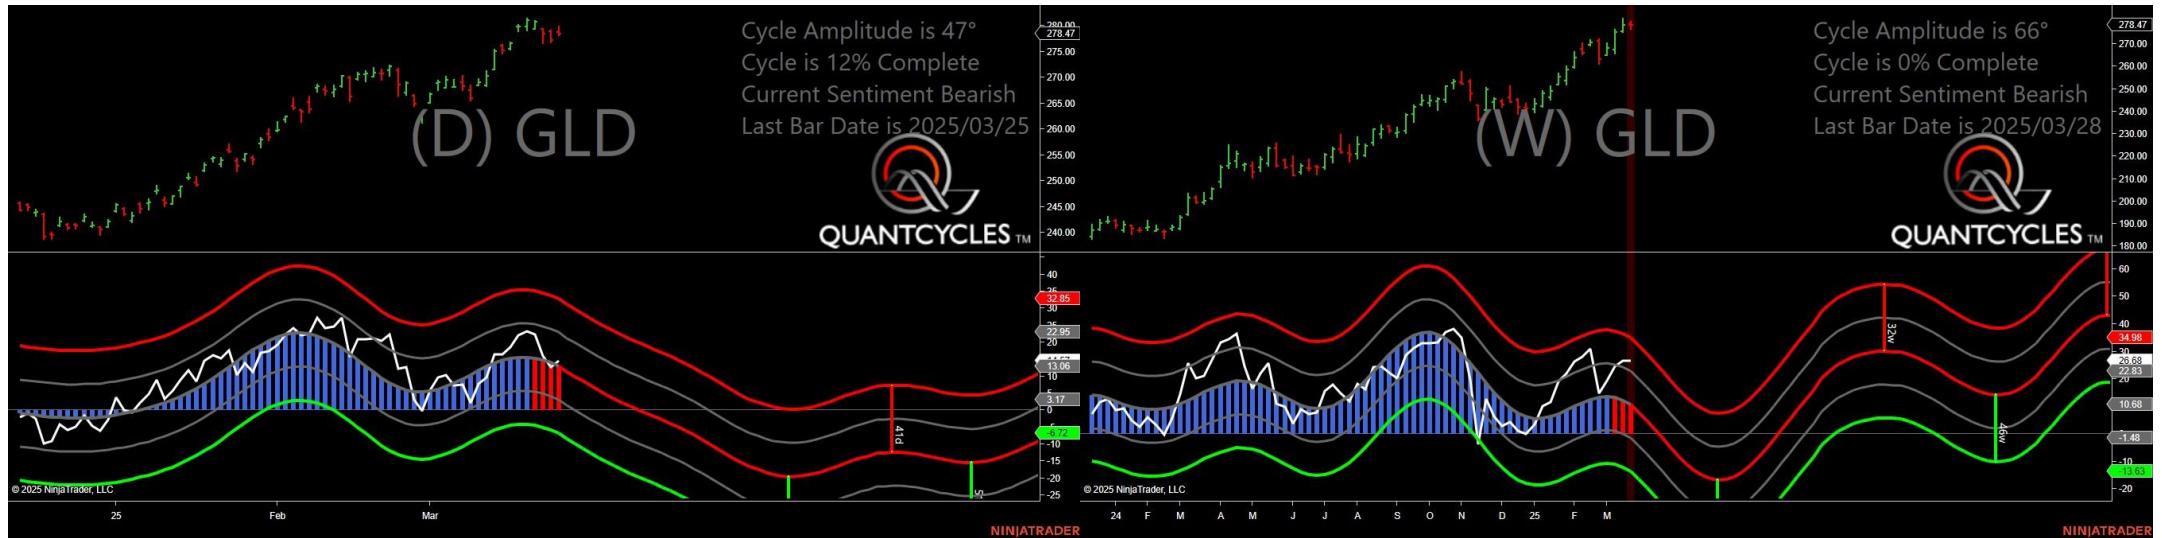 Cycle Amplitude is 47°
Cycle is 12% Complete
Current Sentiment Bearish
Last Bar Date is 2025/03/25
(D) GLD
QUANTCYCLES TM
280.00
278.47
275.00
270.00
265.00
260.00
255.00
250.00
245.00
240.00
40
32.85
30
22.95
20
13.06
10
5
3.17
0
-6.72
-10
-15
-20
-25
41d
© 2025 NinjaTrader, LLC
25 Feb Mar
NINJATRADER
Cycle Amplitude is 66°
Cycle is 0% Complete
Current Sentiment Bearish
Last Bar Date is 2025/03/28
(W) GLD
QUANTCYCLES TM
278.47
270.00
260.00
250.00
240.00
230.00
220.00
210.00
200.00
190.00
180.00
60
50
40
34.98
30
26.68
22.83
20
10.68
-1.48
-10
-13.63
-20
32w
46w
© 2025 NinjaTrader, LLC
24 F M A M J J A S O N D 25 F M
NINJATRADER